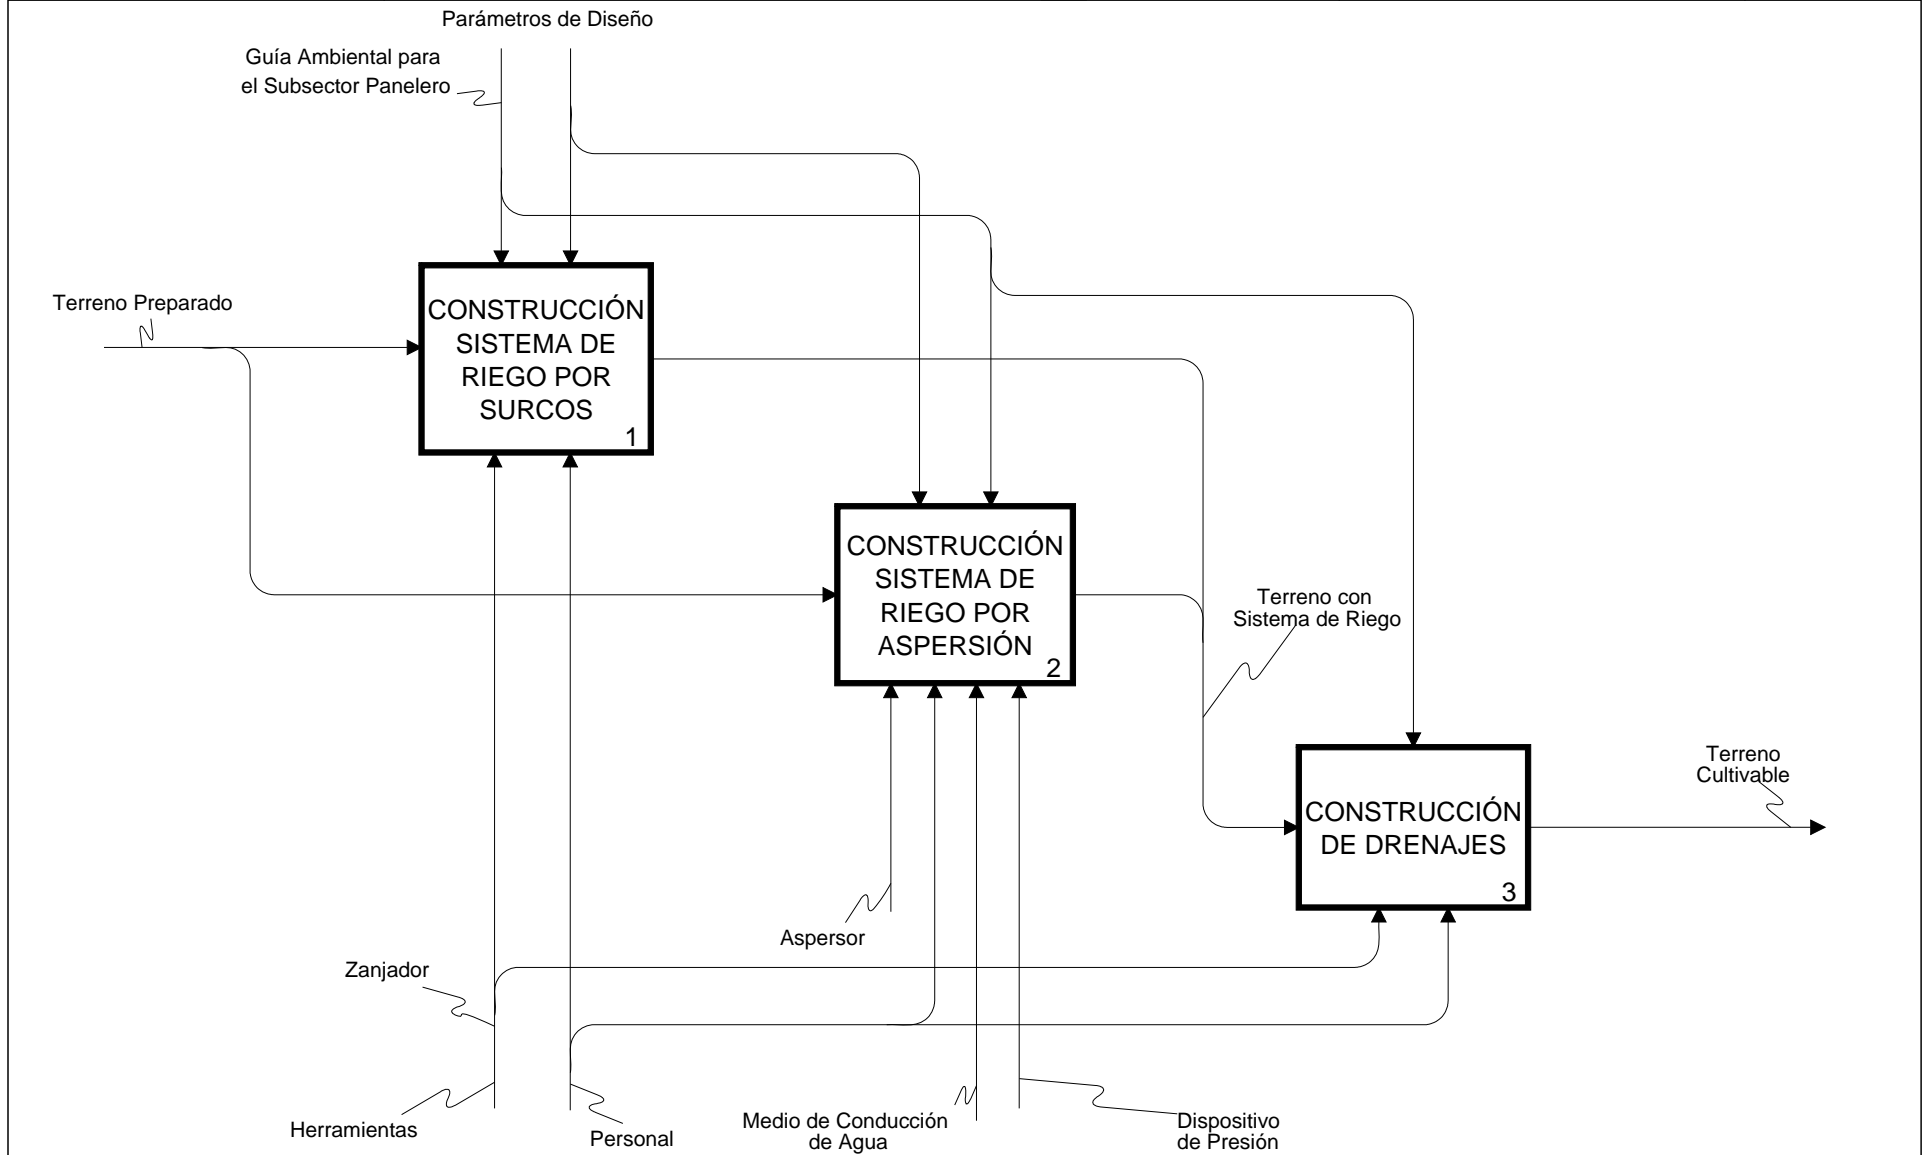 Parámetros de Diseño
Guía Ambiental para
el Subsector Panelero
Terreno Preparado
CONSTRUCCIÓN
SISTEMA DE
RIEGO POR
SURCOS
1
CONSTRUCCIÓN
SISTEMA DE
RIEGO POR
ASPERSIÓN
2
Terreno con
Sistema de Riego
Terreno
Cultivable
CONSTRUCCIÓN
DE DRENAJES
3
Aspersor
Zanjador
Herramientas
Personal
Medio de Conducción
de Agua
Dispositivo
de Presión